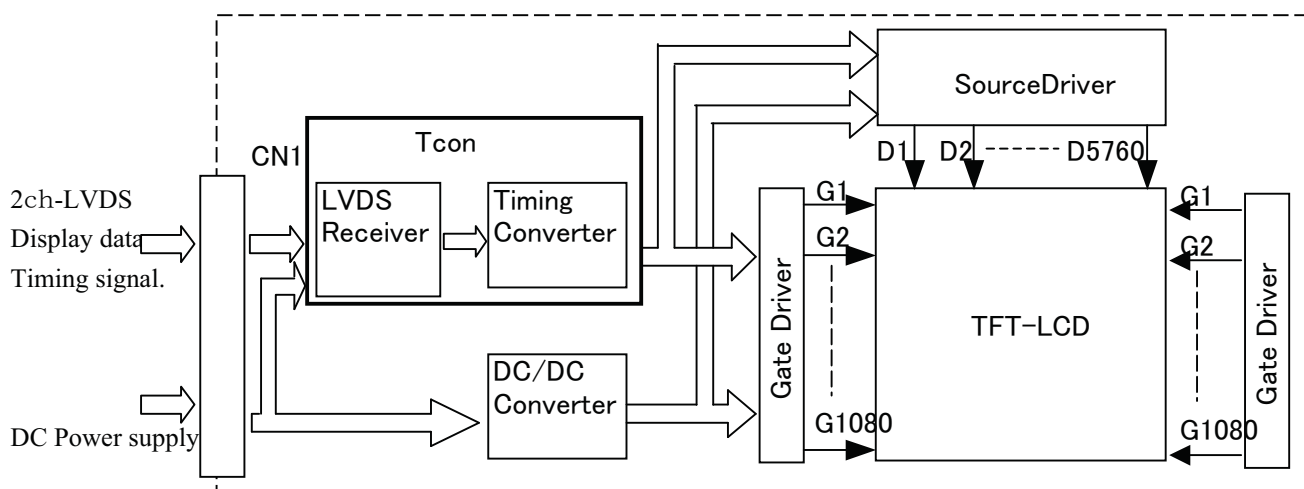 SourceDriver
D1
D2
D5760
Tcon
CN1
LVDS
Receiver
Timing
Converter
2ch-LVDS
Display data
Timing signal.
DC Power supply
DC/DC
Converter
Gate Driver
G1
G2
G1080
TFT-LCD
G1
G2
G1080
Gate Driver